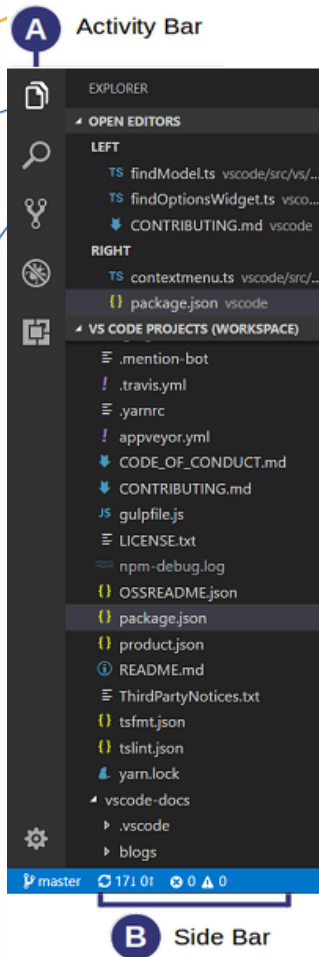 A Activity Bar
EXPLORER
OPEN EDITORS
LEFT
TS findModel.ts vscode/src/vs/...
TS findOptionsWidget.ts vsco...
CONTRIBUTING.md vscode
RIGHT
TS contextmenu.ts vscode/src/...
{} package.json vscode
VS CODE PROJECTS (WORKSPACE)
.mention-bot
! .travis.yml
.yarnrc
! appveyor.yml
CODE_OF_CONDUCT.md
CONTRIBUTING.md
JS gulpfile.js
LICENSE.txt
npm-debug.log
{} OSSREADME.json
{} package.json
{} product.json
README.md
ThirdPartyNotices.txt
{} tsfmt.json
{} tslint.json
yarn.lock
vscode-docs
.vscode
blogs
master 17↓ 0↑ 0 0
B Side Bar